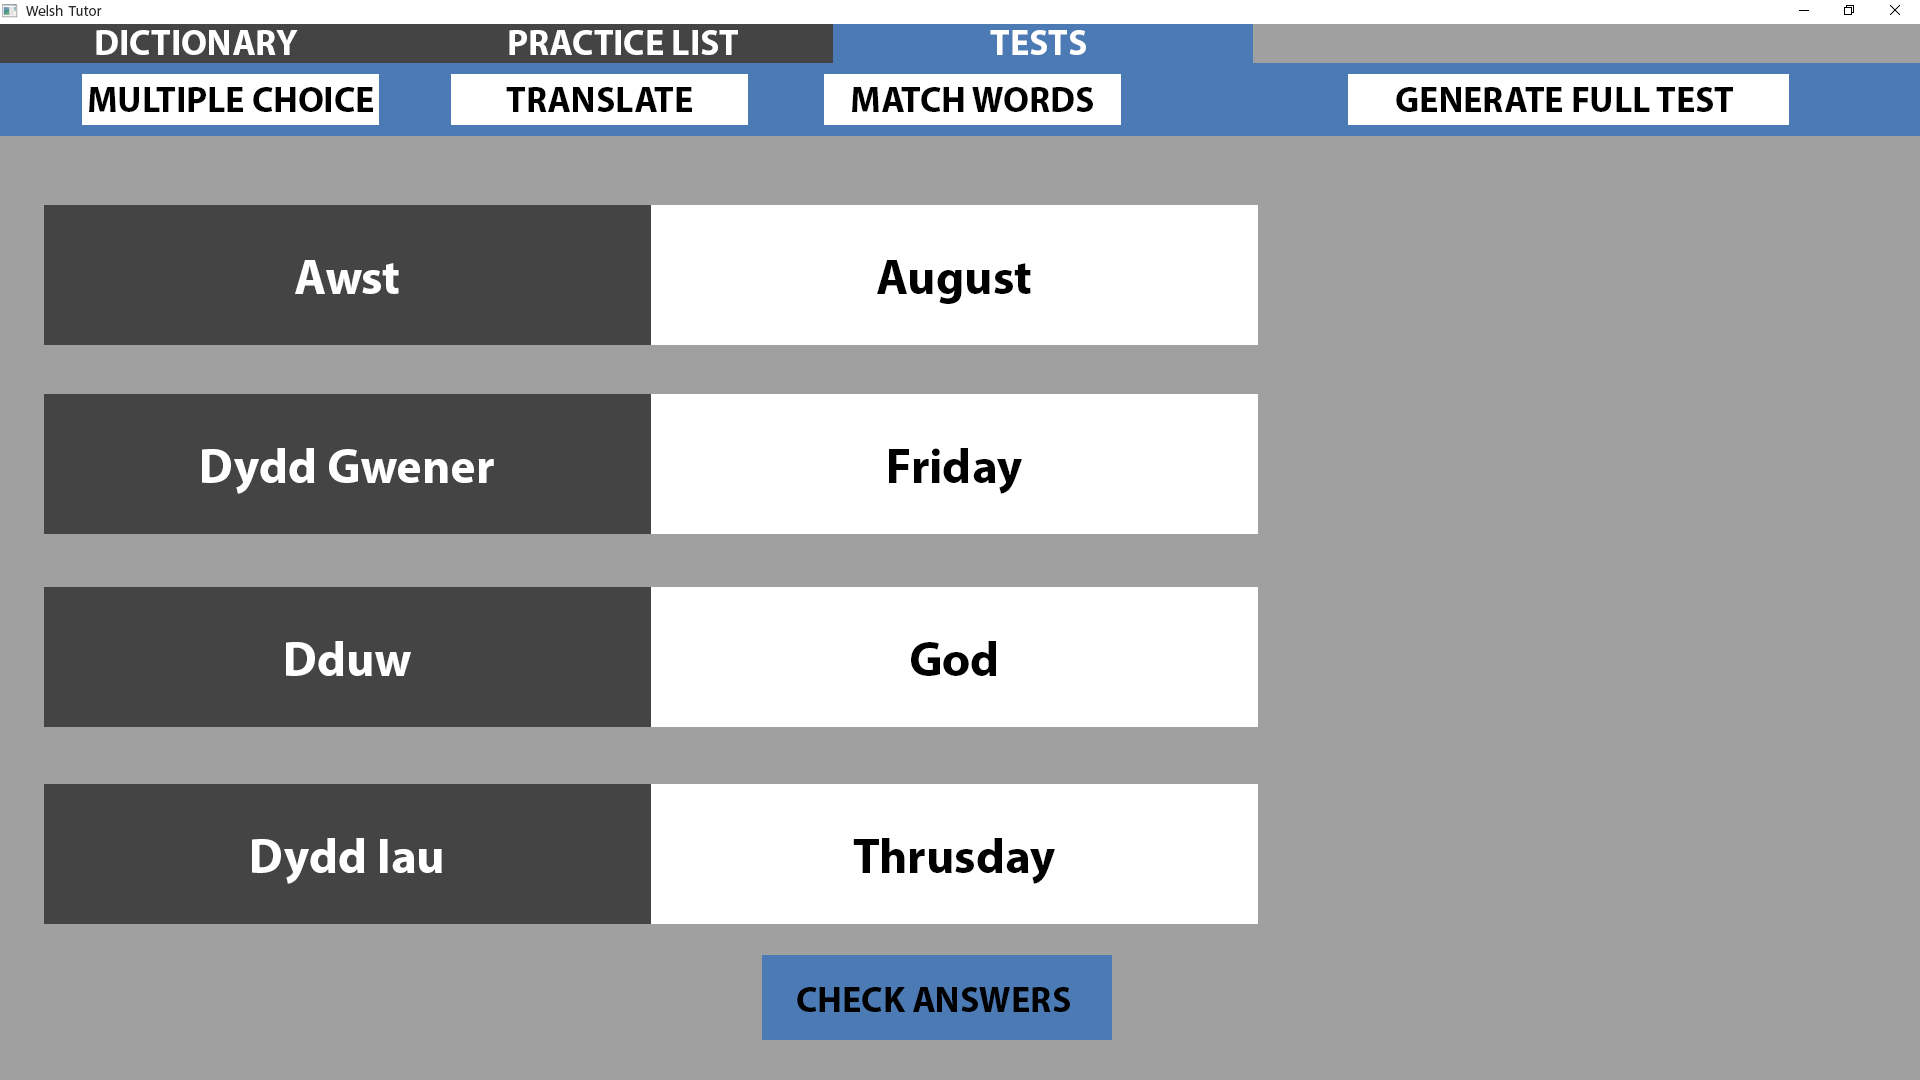 Welsh Tutor
DICTIONARY PRACTICE LIST TESTS
MULTIPLE CHOICE TRANSLATE MATCH WORDS GENERATE FULL TEST
Awst August
Dydd Gwener Friday
Dduw God
Dydd Iau Thrusday
CHECK ANSWERS